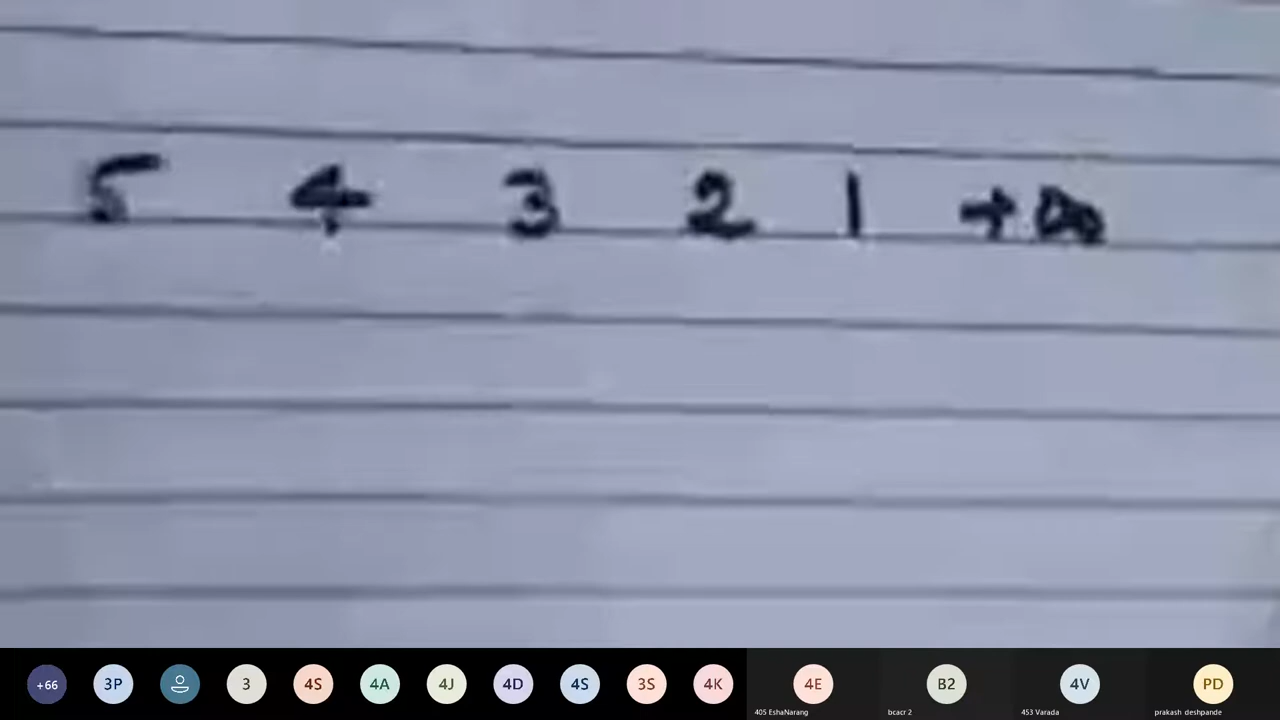 5 4 3 2 1 +∞
+66 3P 3 4S 4A 4J 4D 4S 3S 4K 4E B2 4V PD
405 EshaNarang bcacr 2 453 Varada prakash deshpande